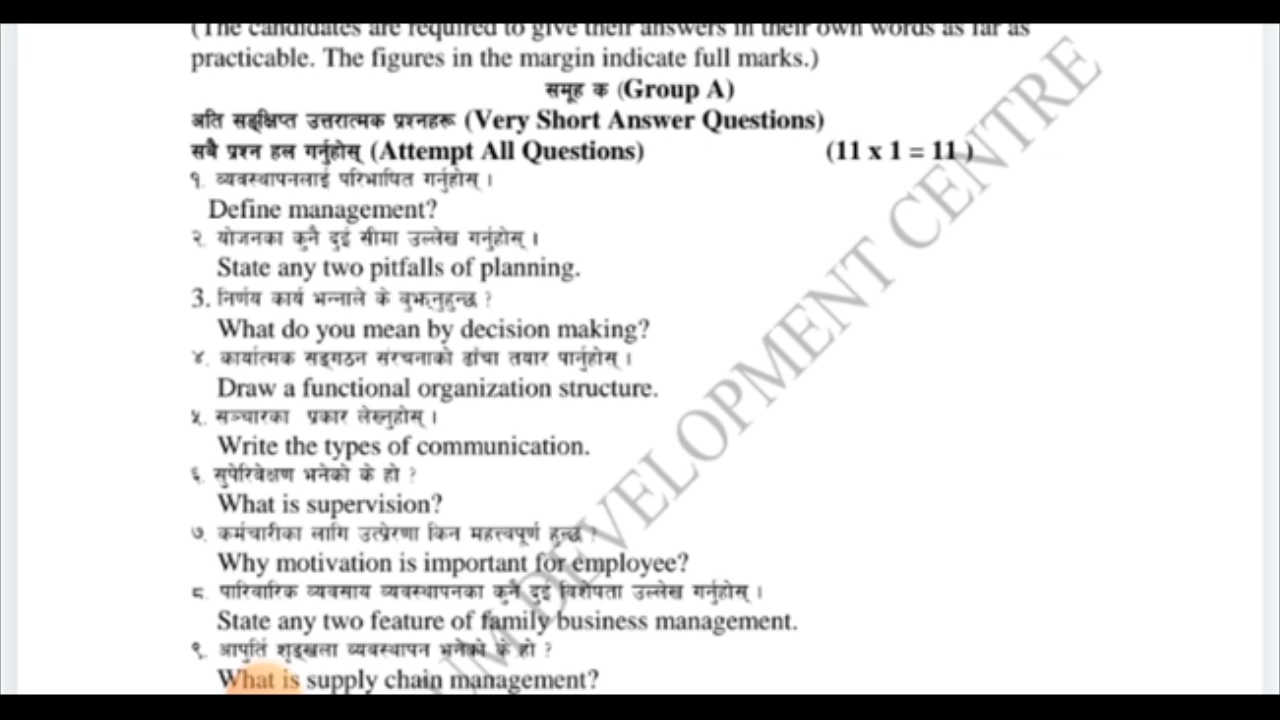 (The candidates are required to give their answers in their own words as far as
practicable. The figures in the margin indicate full marks.)
समूह क (Group A)
अति सङ्क्षिप्त उत्तरात्मक प्रश्नहरू (Very Short Answer Questions)
सबै प्रश्न हल गर्नुहोस् (Attempt All Questions) (11 x 1 = 11 )
१. व्यवस्थापनलाई परिभाषित गर्नुहोस् ।
Define management?
२. योजनका कुनै दुई सीमा उल्लेख गर्नुहोस् ।
State any two pitfalls of planning.
3. निर्णय कार्य भन्नाले के बुझ्नुहुन्छ ?
What do you mean by decision making?
४. कार्यात्मक सङ्गठन संरचनाको ढाँचा तयार पार्नुहोस् ।
Draw a functional organization structure.
५. सञ्चारका प्रकार लेख्नुहोस् ।
Write the types of communication.
६. सुपेरिवेक्षण भनेको के हो ?
What is supervision?
७. कर्मचारीका लागि उत्प्रेरणा किन महत्त्वपूर्ण हुन्छ ?
Why motivation is important for employee?
८. पारिवारिक व्यवसाय व्यवस्थापनका कुनै दुई विशेषता उल्लेख गर्नुहोस् ।
State any two feature of family business management.
९. आपुर्ति शृङ्खला व्यवस्थापन भनेको के हो ?
What is supply chain management?
UM DEVELOPMENT CENTRE